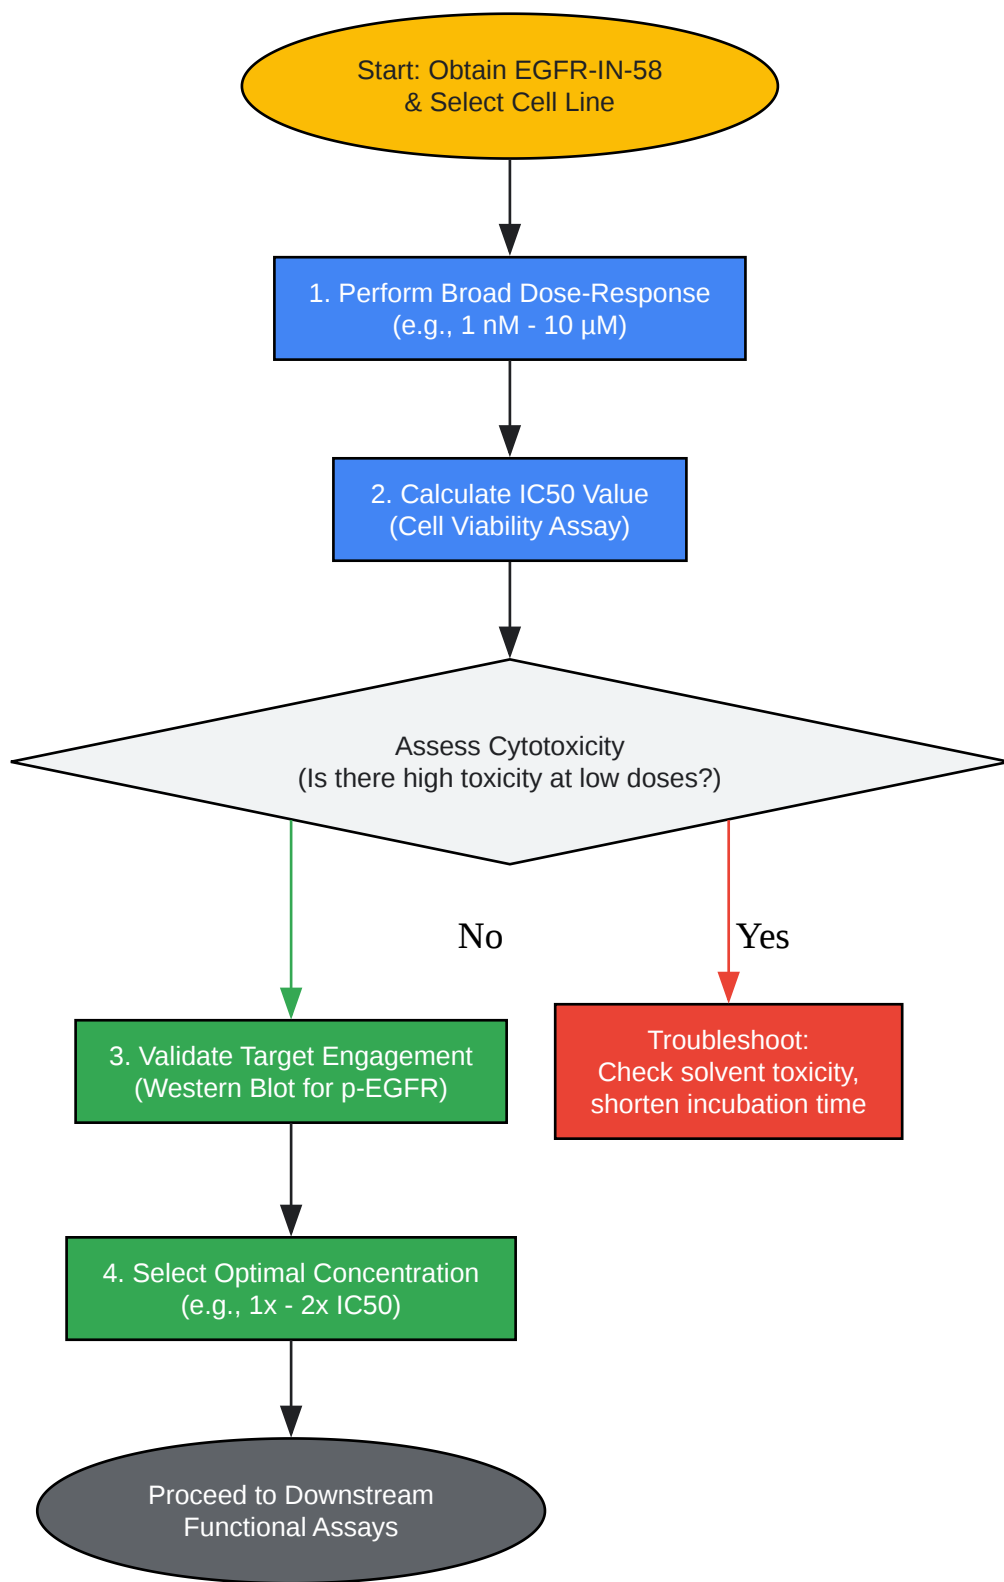 Start: Obtain EGFR-IN-58
& Select Cell Line
1. Perform Broad Dose-Response
(e.g., 1 nM - 10 µM)
2. Calculate IC50 Value
(Cell Viability Assay)
Assess Cytotoxicity
(Is there high toxicity at low doses?)
No
Yes
3. Validate Target Engagement
(Western Blot for p-EGFR)
Troubleshoot:
Check solvent toxicity,
shorten incubation time
4. Select Optimal Concentration
(e.g., 1x - 2x IC50)
Proceed to Downstream
Functional Assays